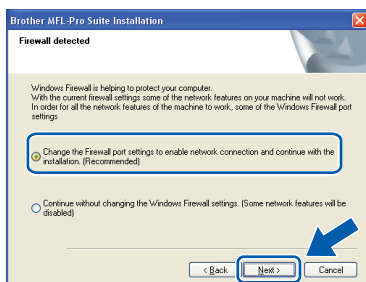 Brother MFL-Pro Suite Installation
Firewall detected
Windows Firewall is helping to protect your computer.
With the current firewall settings some of the network features on your machine will not work.
In order for all the network features of the machine to work, some of the Windows Firewall port
settings
Change the Firewall port settings to enable network connection and continue with the
installation. (Recommended)
Continue without changing the Windows Firewall settings. (Some network features will be
disabled)
< Back
Next >
Cancel